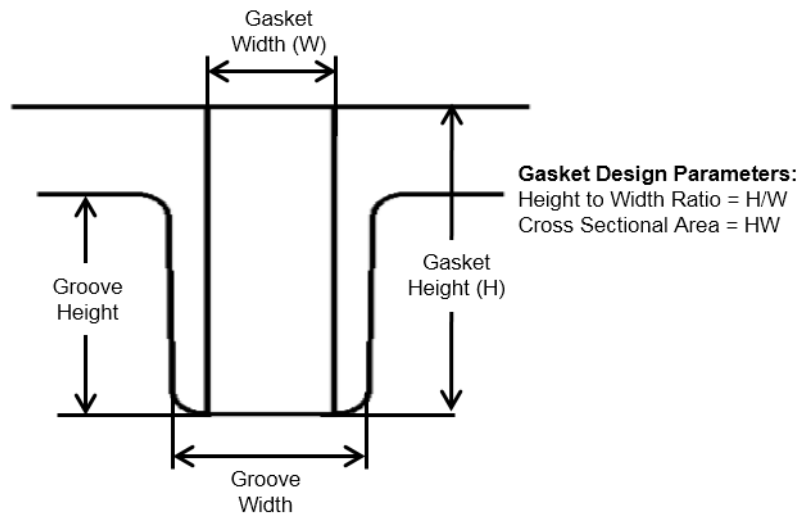 Gasket
Width (W)
Gasket Design Parameters:
Height to Width Ratio = H/W
Cross Sectional Area = HW
Gasket
Height (H)
Groove
Height
Groove
Width